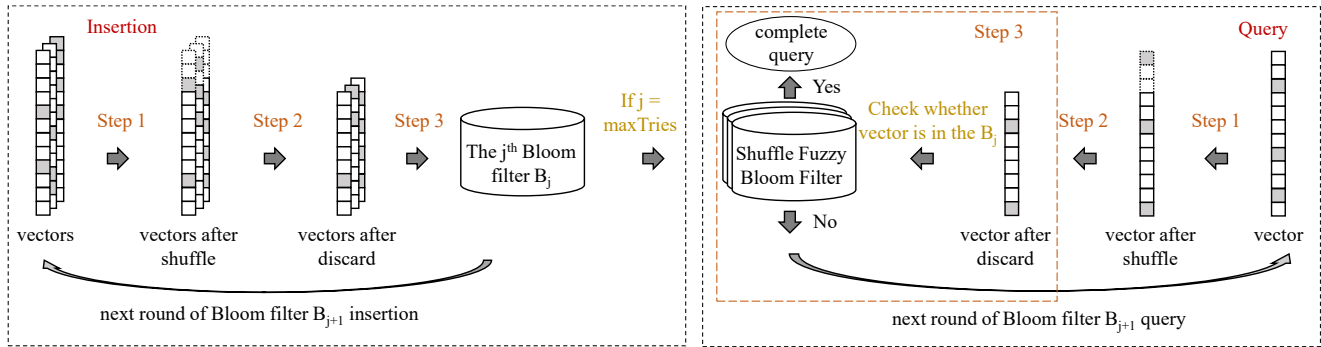 Insertion
Step 1
Step 2
Step 3
The jth Bloom
filter Bj
If j =
maxTries
vectors
vectors after
shuffle
vectors after
discard
next round of Bloom filter Bj+1 insertion
Query
Step 3
complete
query
Yes
Check whether
vector is in the Bj
Step 2
Step 1
Shuffle Fuzzy
Bloom Filter
No
vector after
discard
vector after
shuffle
vector
next round of Bloom filter Bj+1 query